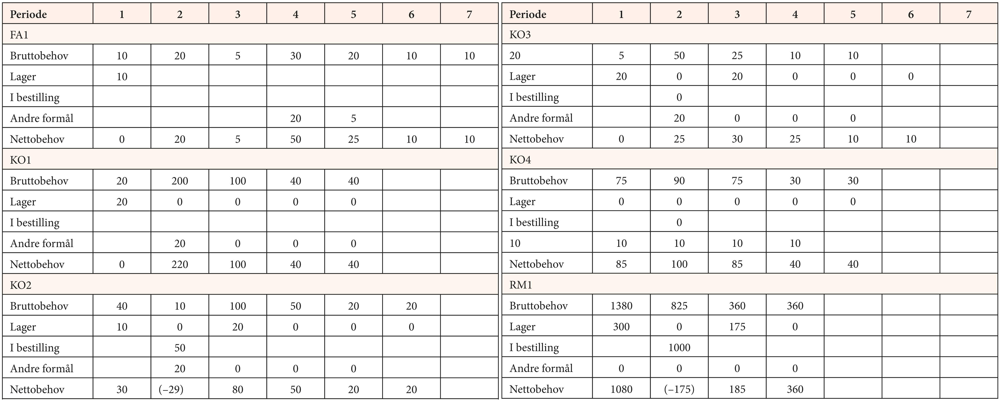 Periode 1 2 3 4 5 6 7
FA1
Bruttobehov 10 20 5 30 20 10 10
Lager 10
I bestilling
Andre formål 20 5
Nettobehov 0 20 5 50 25 10 10
KO1
Bruttobehov 20 200 100 40 40
Lager 20 0 0 0 0
I bestilling
Andre formål 20 0 0 0
Nettobehov 0 220 100 40 40
KO2
Bruttobehov 40 10 100 50 20 20
Lager 10 0 20 0 0 0
I bestilling 50
Andre formål 20 0 0 0
Nettobehov 30 (–29) 80 50 20 20
Periode 1 2 3 4 5 6 7
KO3
20 5 50 25 10 10
Lager 20 0 20 0 0 0
I bestilling 0
Andre formål 20 0 0 0
Nettobehov 0 25 30 25 10 10
KO4
Bruttobehov 75 90 75 30 30
Lager 0 0 0 0 0
I bestilling 0
10 10 10 10 10
Nettobehov 85 100 85 40 40
RM1
Bruttobehov 1380 825 360 360
Lager 300 0 175 0
I bestilling 1000
Andre formål 0 0 0 0
Nettobehov 1080 (–175) 185 360